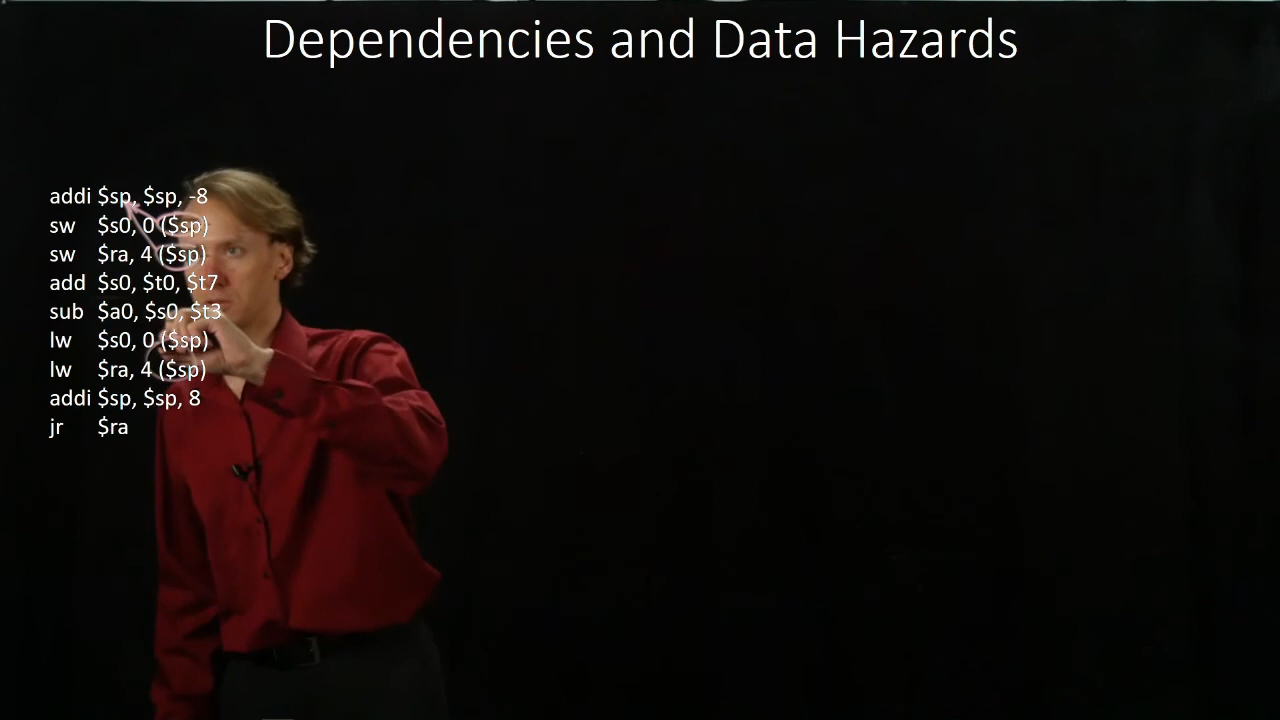 Dependencies and Data Hazards
addi $sp, $sp, -8
sw $s0, 0 ($sp)
sw $ra, 4 ($sp)
add $s0, $t0, $t7
sub $a0, $s0, $t3
lw $s0, 0 ($sp)
lw $ra, 4 ($sp)
addi $sp, $sp, 8
jr $ra